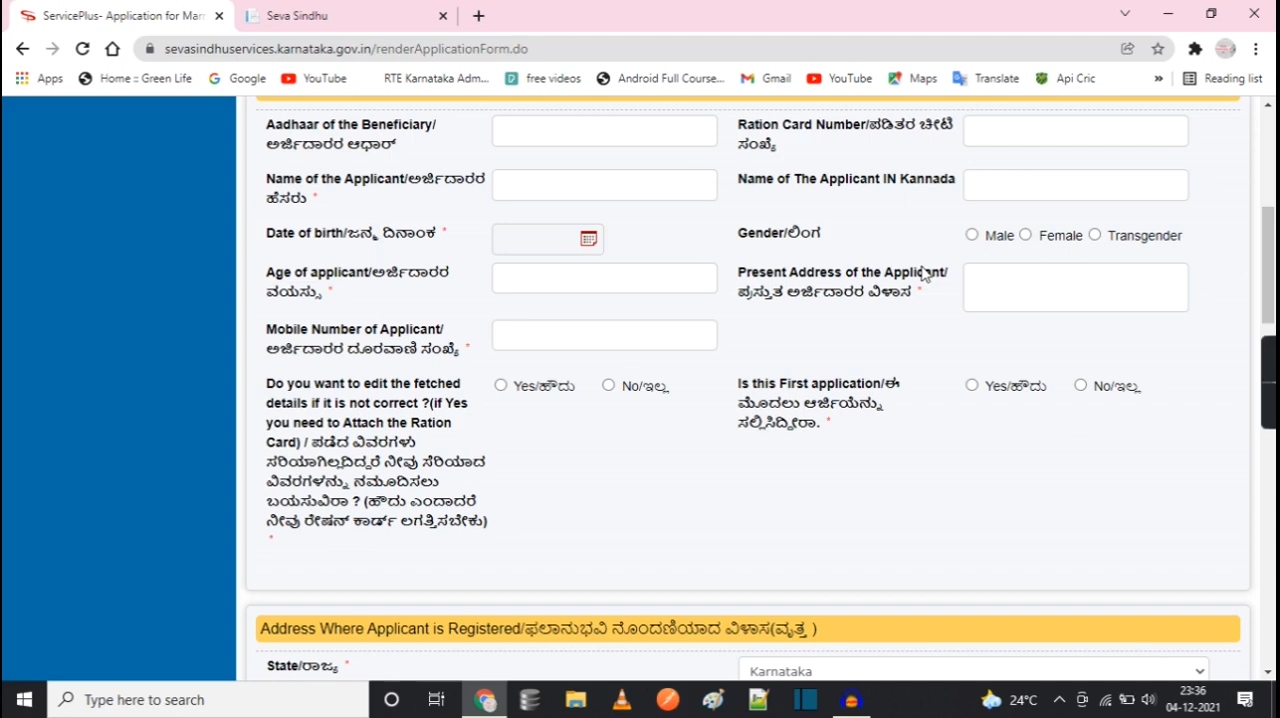 ServicePlus- Application for Marr
Seva Sindhu
sevasindhuservices.karnataka.gov.in/renderApplicationForm.do
Apps
Home :: Green Life
Google
YouTube
RTE Karnataka Adm...
free videos
Android Full Course...
Gmail
YouTube
Maps
Translate
Api Cric
»
Reading list
Aadhaar of the Beneficiary/
ಅರ್ಜಿದಾರರ ಆಧಾರ್
Ration Card Number/ಪಡಿತರ ಚೀಟಿ
ಸಂಖ್ಯೆ
Name of the Applicant/ಅರ್ಜಿದಾರರ
ಹೆಸರು *
Name of The Applicant IN Kannada
Date of birth/ಜನ್ಮ ದಿನಾಂಕ *
Gender/ಲಿಂಗ
Male Female Transgender
Age of applicant/ಅರ್ಜಿದಾರರ
ವಯಸ್ಸು *
Present Address of the Applicant/
ಪ್ರಸ್ತುತ ಅರ್ಜಿದಾರರ ವಿಳಾಸ *
Mobile Number of Applicant/
ಅರ್ಜಿದಾರರ ದೂರವಾಣಿ ಸಂಖ್ಯೆ *
Do you want to edit the fetched
details if it is not correct ?(if Yes
you need to Attach the Ration
Card) / ಪಡೆದ ವಿವರಗಳು
ಸರಿಯಾಗಿಲ್ಲದಿದ್ದರೆ ನೀವು ಸೆರಿಯಾದ
ವಿವರಗಳನ್ನು ನಮೂದಿಸಲು
ಬಯಸುವಿರಾ ? (ಹೌದು ಎಂದಾದರೆ
ನೀವು ರೇಷನ್ ಕಾರ್ಡ್ ಲಗತ್ತಿಸಬೇಕು)
*
Yes/ಹೌದು No/ಇಲ್ಲ
Is this First application/ಈ
ಮೊದಲು ಆರ್ಜಿಯೆನ್ನು
ಸಲ್ಲಿಸಿದ್ದೀರಾ. *
Yes/ಹೌದು No/ಇಲ್ಲ
Address Where Applicant is Registered/ಫಲಾನುಭವಿ ನೊಂದಣಿಯಾದ ವಿಳಾಸ(ವೃತ್ತ )
State/ರಾಜ್ಯ *
Karnataka
Type here to search
24°C
23:36
04-12-2021